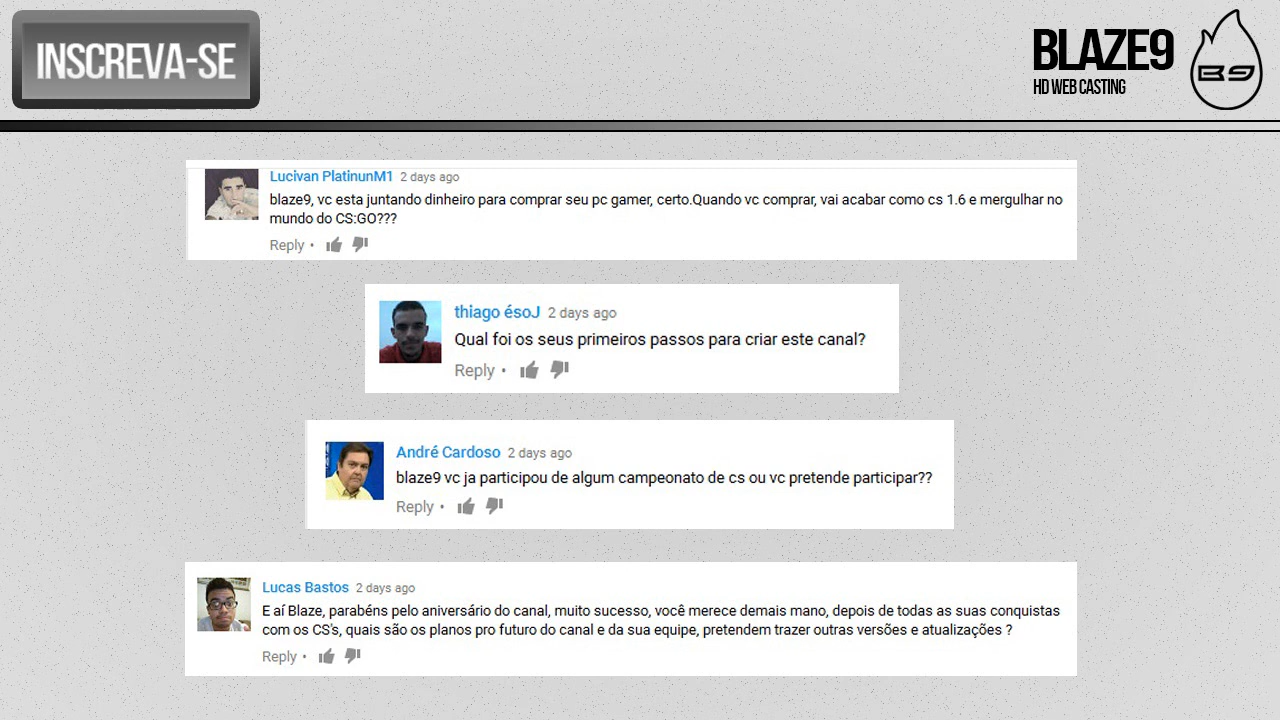 INSCREVA-SE
BLAZE9
HD WEB CASTING
B9
Lucivan PlatinunM1 2 days ago
blaze9, vc esta juntando dinheiro para comprar seu pc gamer, certo.Quando vc comprar, vai acabar como cs 1.6 e mergulhar no
mundo do CS:GO???
Reply •
thiago ésoJ 2 days ago
Qual foi os seus primeiros passos para criar este canal?
Reply •
André Cardoso 2 days ago
blaze9 vc ja participou de algum campeonato de cs ou vc pretende participar??
Reply •
Lucas Bastos 2 days ago
E aí Blaze, parabéns pelo aniversário do canal, muito sucesso, você merece demais mano, depois de todas as suas conquistas
com os CS's, quais são os planos pro futuro do canal e da sua equipe, pretendem trazer outras versões e atualizações ?
Reply •